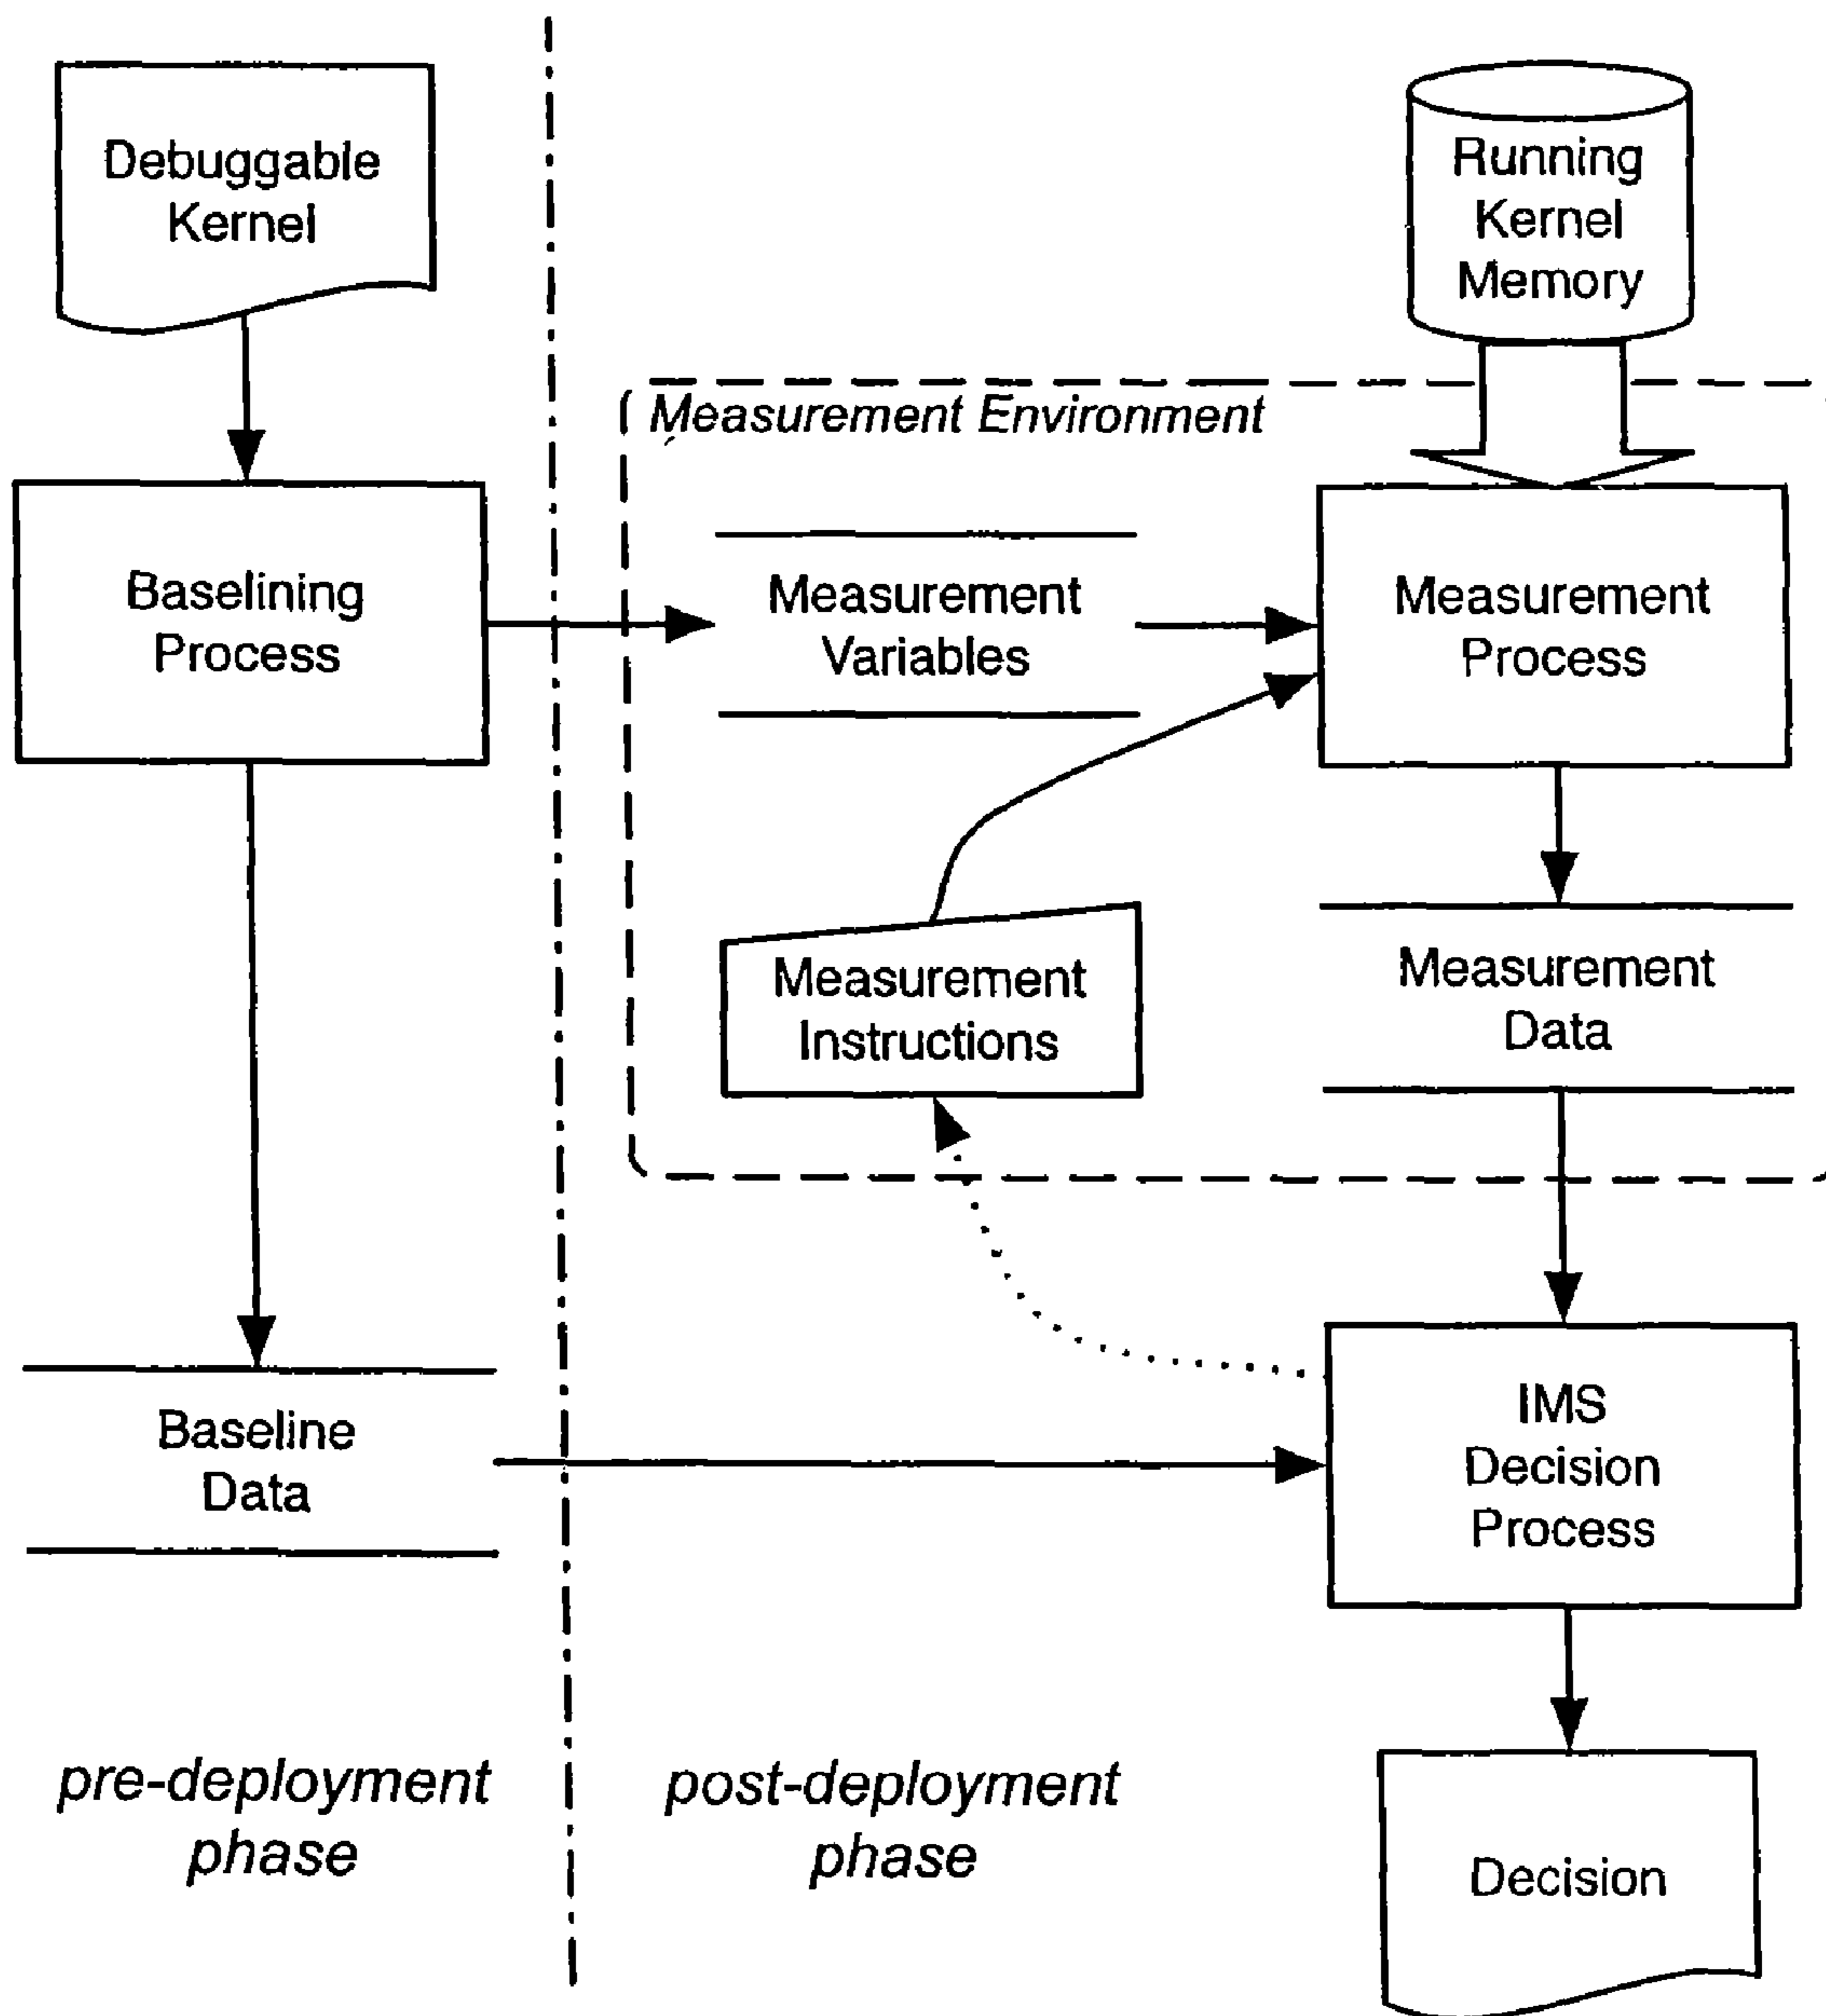 Debuggable
Kernel
Running
Kernel
Memory
Measurement Environment
Baselining
Process
Measurement
Variables
Measurement
Process
Measurement
Instructions
Measurement
Data
Baseline
Data
IMS
Decision
Process
pre-deployment
phase
post-deployment
phase
Decision